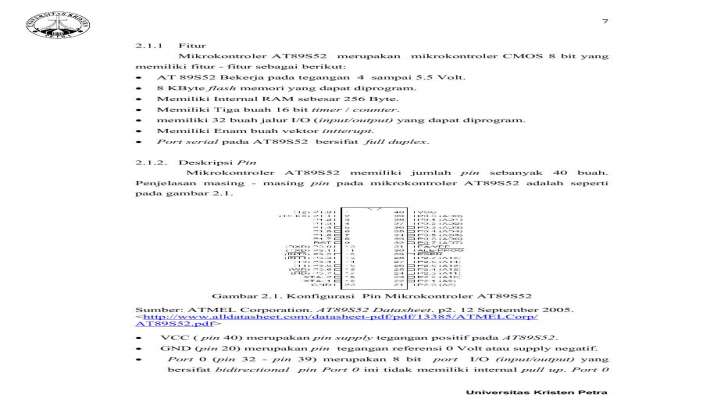 7
2.1.1 Fitur
Mikrokontroler AT89S52 merupakan mikrokontroler CMOS 8 bit yang
memiliki fitur - fitur sebagai berikut:
• AT 89S52 Bekerja pada tegangan 4 sampai 5.5 Volt.
• 8 KByte flash memori yang dapat diprogram.
• Memiliki Internal RAM sebesar 256 Byte.
• Memiliki Tiga buah 16 bit timer / counter.
• memiliki 32 buah jalur I/O (input/output) yang dapat diprogram.
• Memiliki Enam buah vektor intterupt.
• Port serial pada AT89S52 bersifat full duplex.
2.1.2. Deskripsi Pin
Mikrokontroler AT89S52 memiliki jumlah pin sebanyak 40 buah.
Penjelasan masing - masing pin pada mikrokontroler AT89S52 adalah seperti
pada gambar 2.1.
Gambar 2.1. Konfigurasi Pin Mikrokontroler AT89S52
Sumber: ATMEL Corporation. AT89S52 Datasheet. p2. 12 September 2005.
<http://www.alldatasheet.com/datasheet-pdf/pdf/13385/ATMELCorp/
AT89S52.pdf>
• VCC ( pin 40) merupakan pin supply tegangan positif pada AT89S52.
• GND (pin 20) merupakan pin tegangan referensi 0 Volt atau supply negatif.
• Port 0 (pin 32 - pin 39) merupakan 8 bit port I/O (input/output) yang
bersifat bidirectional pin Port 0 ini tidak memiliki internal pull up. Port 0
Universitas Kristen Petra